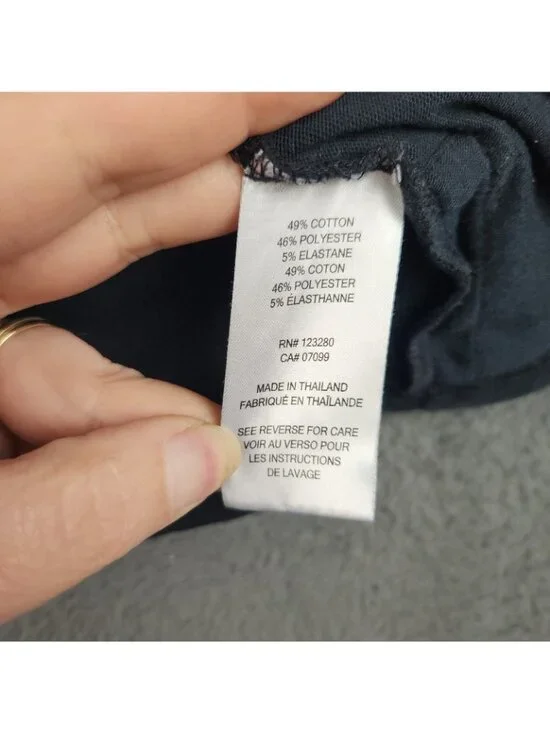 49% COTTON
46% POLYESTER
5% ELASTANE
49% COTON
46% POLYESTER
5% ÉLASTHANNE
RN# 123280
CA# 07099
MADE IN THAILAND
FABRIQUÉ EN THAÏLANDE
SEE REVERSE FOR CARE
VOIR AU VERSO POUR
LES INSTRUCTIONS
DE LAVAGE